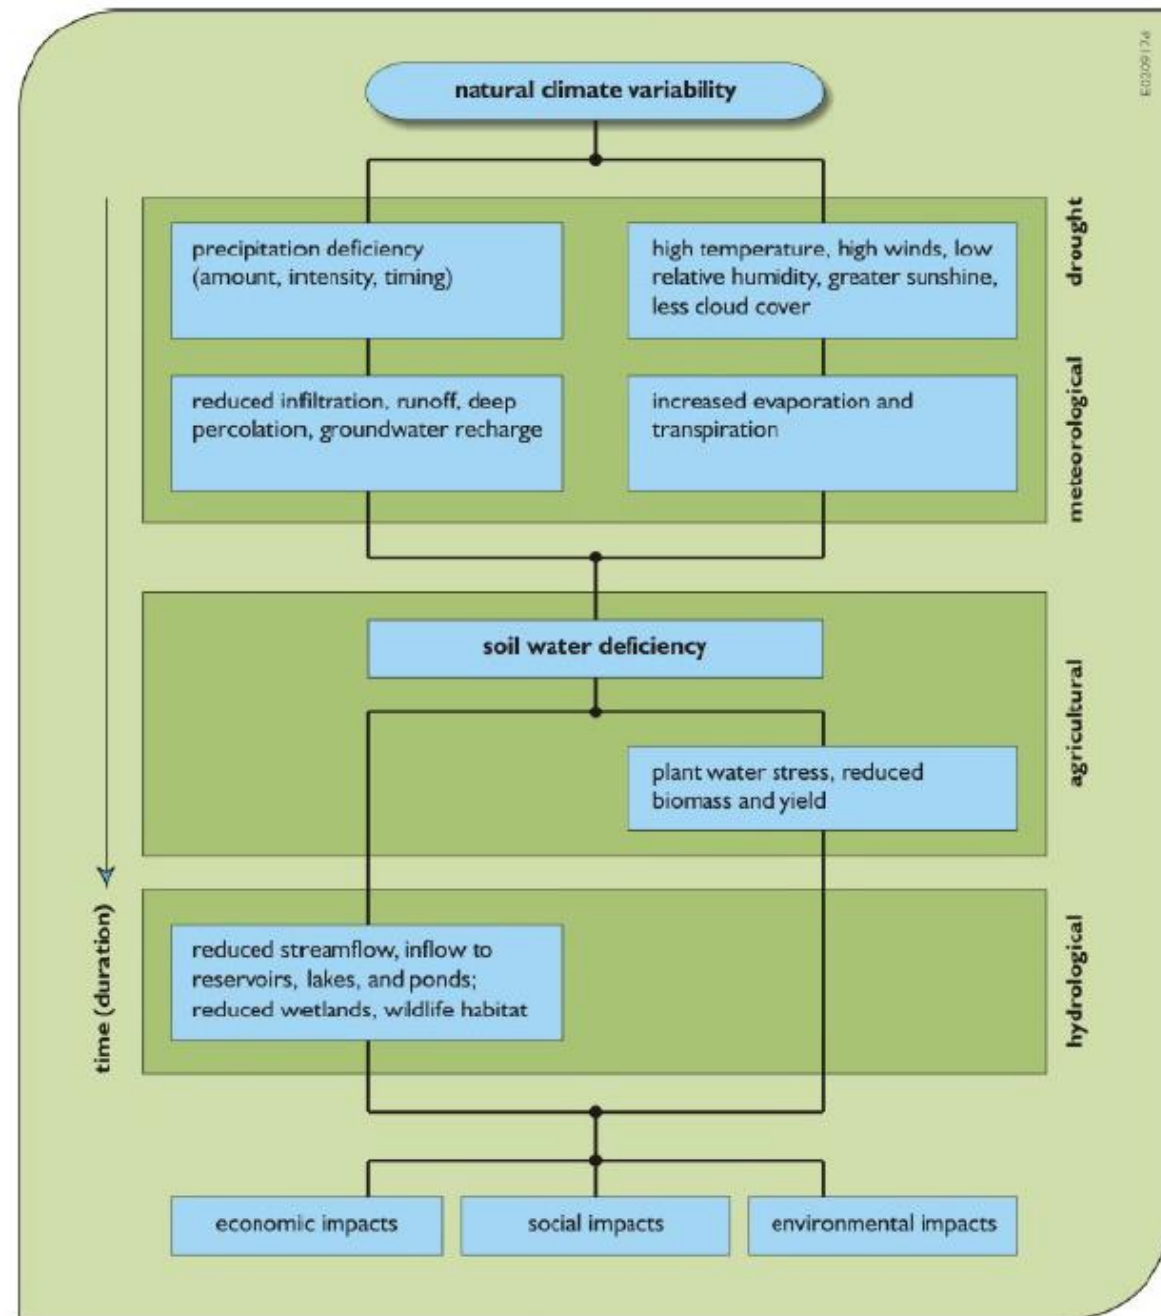 E0209174
natural climate variability
precipitation deficiency
(amount, intensity, timing)
high temperature, high winds, low
relative humidity, greater sunshine,
less cloud cover
drought
reduced infiltration, runoff, deep
percolation, groundwater recharge
increased evaporation and
transpiration
meteorological
soil water deficiency
plant water stress, reduced
biomass and yield
agricultural
time (duration)
reduced streamflow, inflow to
reservoirs, lakes, and ponds;
reduced wetlands, wildlife habitat
hydrological
economic impacts
social impacts
environmental impacts